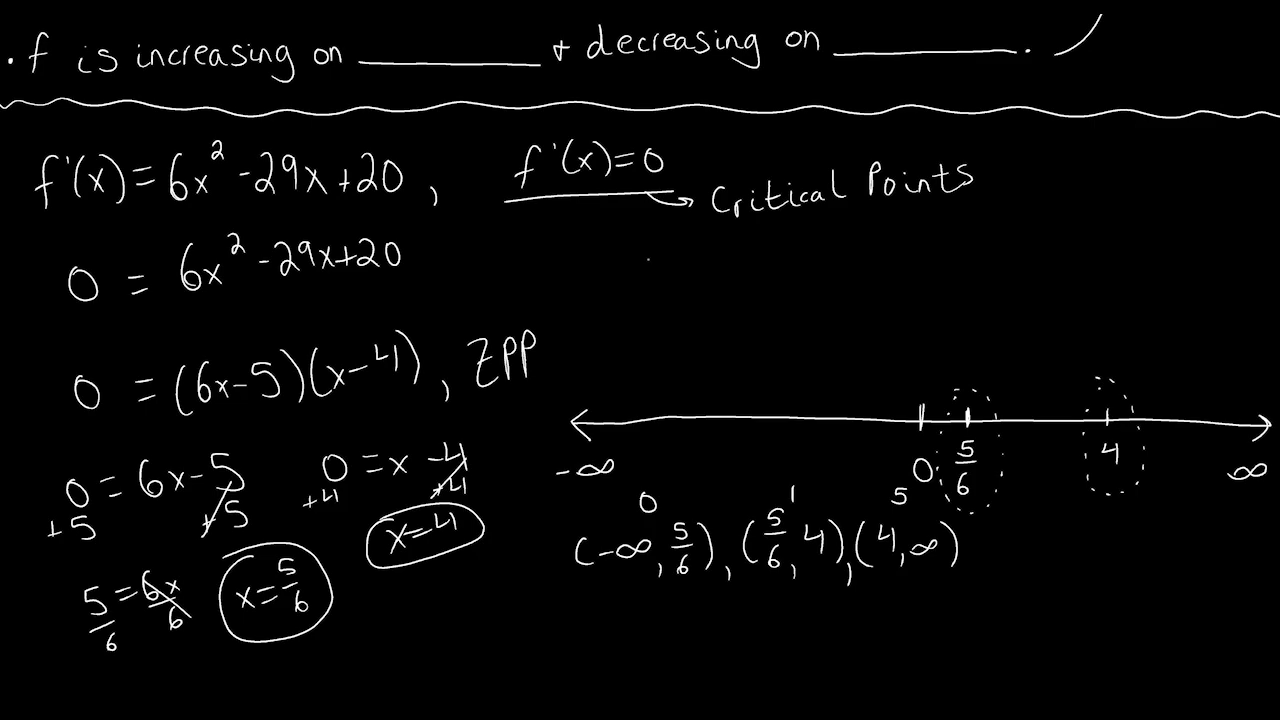 • f is increasing on __________ + decreasing on __________.
f'(x) = 6x² - 29x + 20, f'(x) = 0
→ Critical Points
0 = 6x² - 29x + 20
0 = (6x - 5)(x - 4), ZPP
0 = 6x - 5 0 = x - 4
+5 +5 +4 +4
x = 4
5/6 = 6x/6 x = 5/6
-∞ 0 5/6 4 ∞
0 1 5
(-∞, 5/6), (5/6, 4), (4, ∞)